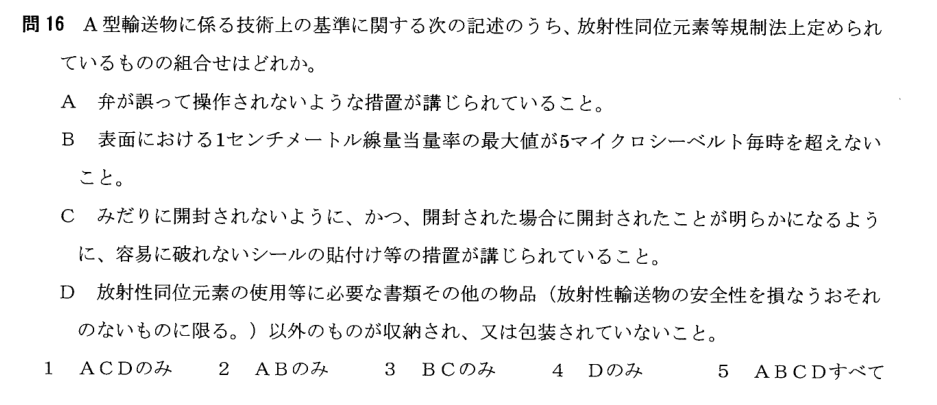 問16　A型輸送物に係る技術上の基準に関する次の記述のうち、放射性同位元素等規制法上定められ
ているものの組合せはどれか。
A　弁が誤って操作されないような措置が講じられていること。
B　表面における1センチメートル線量当量率の最大値が5マイクロシーベルト毎時を超えない
こと。
C　みだりに開封されないように、かつ、開封された場合に開封されたことが明らかになるよう
に、容易に破れないシールの貼付け等の措置が講じられていること。
D　放射性同位元素の使用等に必要な書類その他の物品（放射性輸送物の安全性を損なうおそれ
のないものに限る。）以外のものが収納され、又は包装されていないこと。
1　ACDのみ　2　ABのみ　3　BCのみ　4　Dのみ　5　ABCDすべて